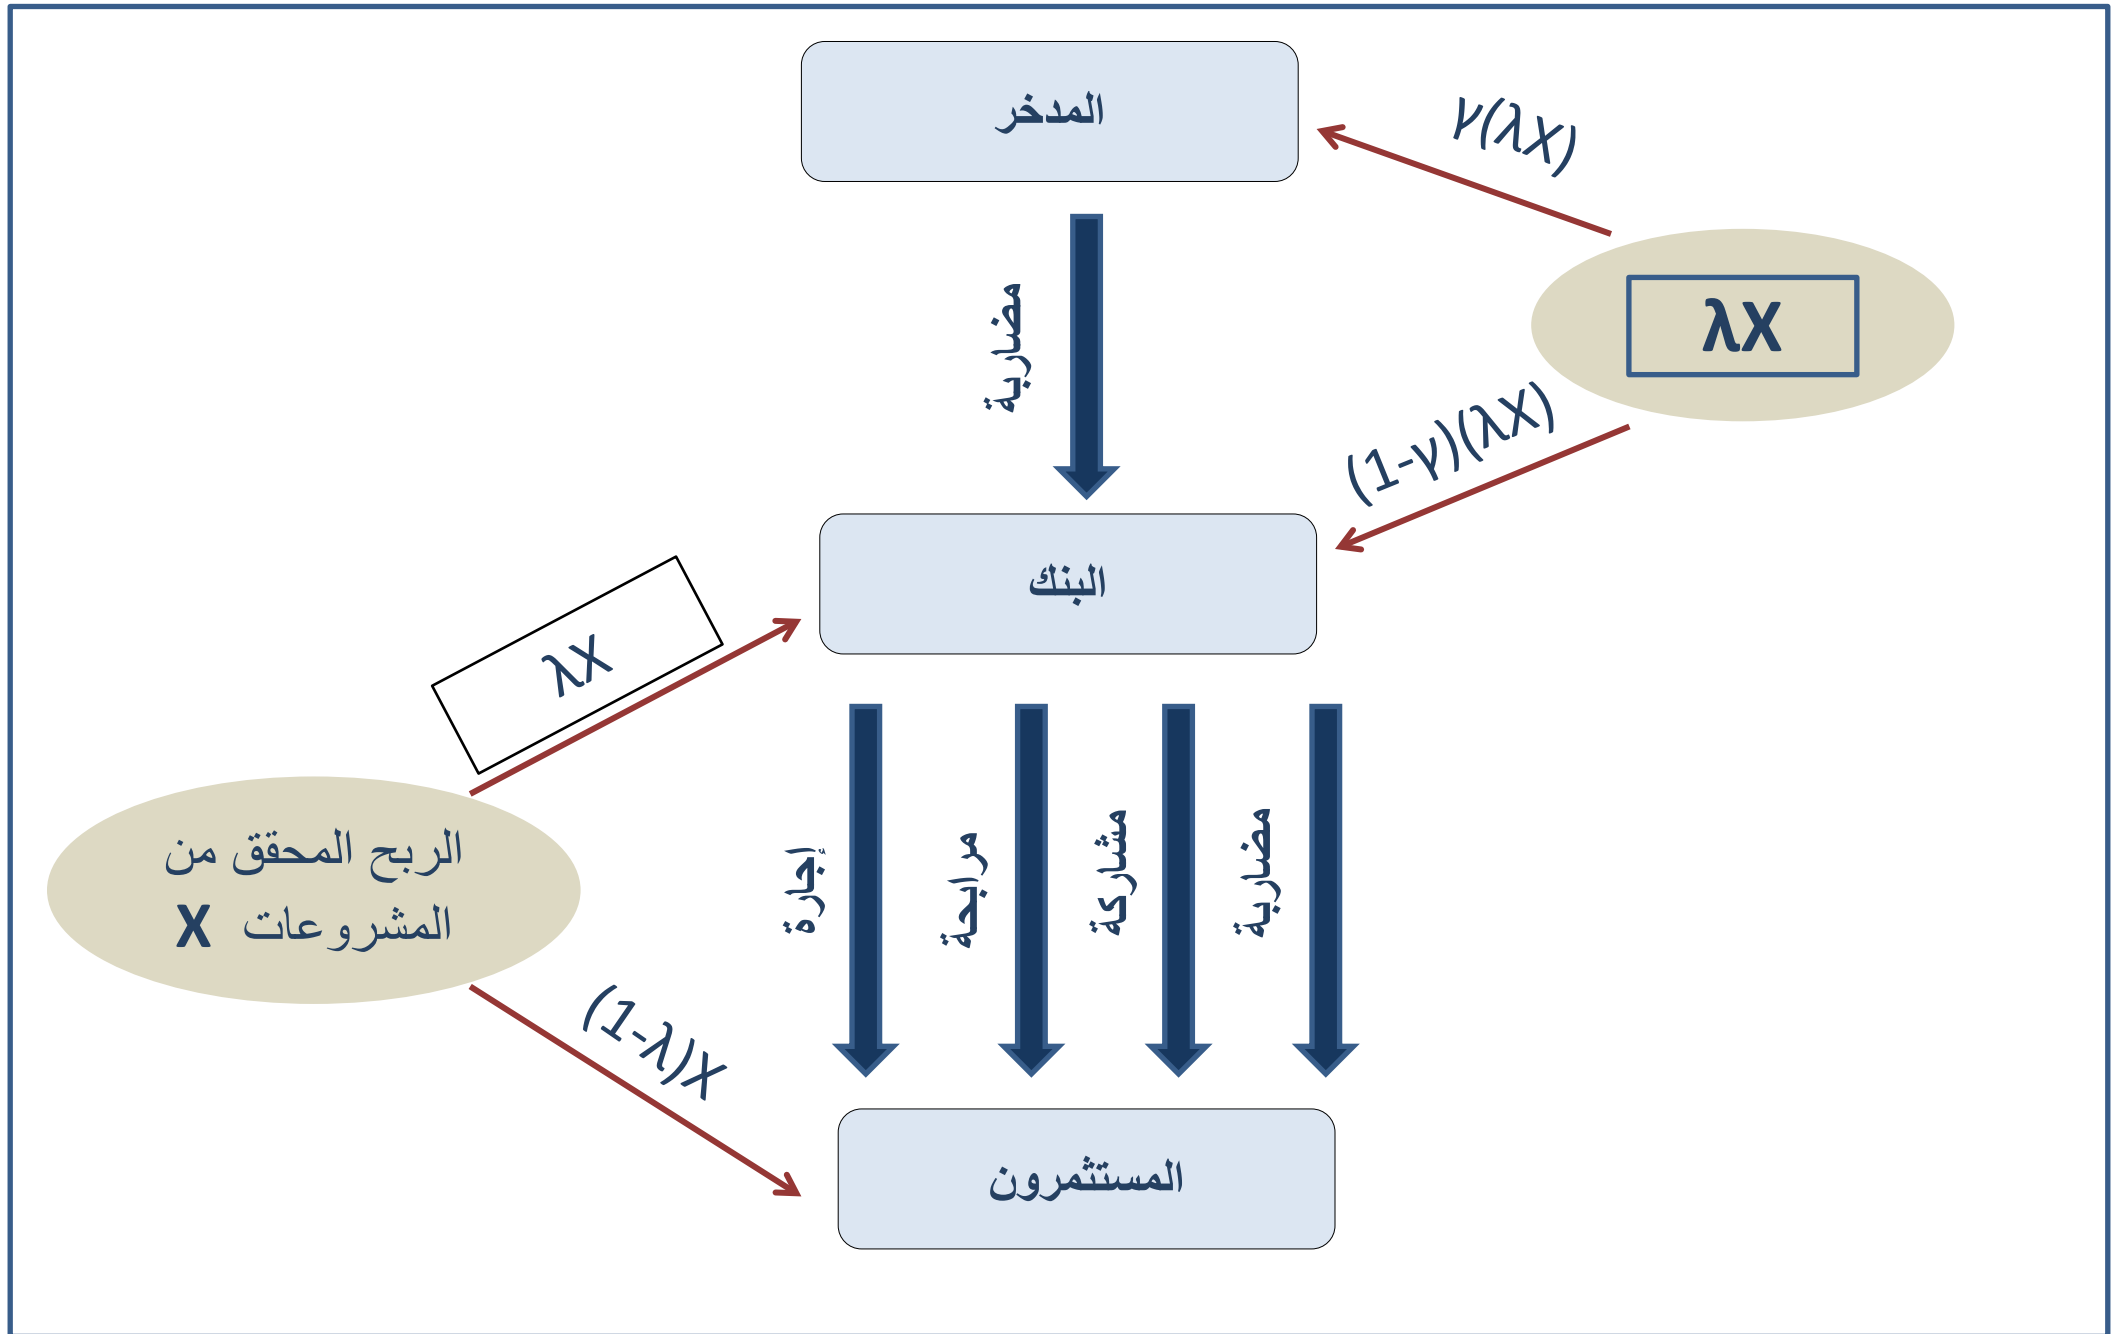 المدخر
γ(λX)
λX
مضاربة
(1-γ)(λX)
البنك
λX
إجارة
مرابحة
مشاركة
مضاربة
الربح المحقق من
المشروعات X
(1-λ)X
المستثمرون